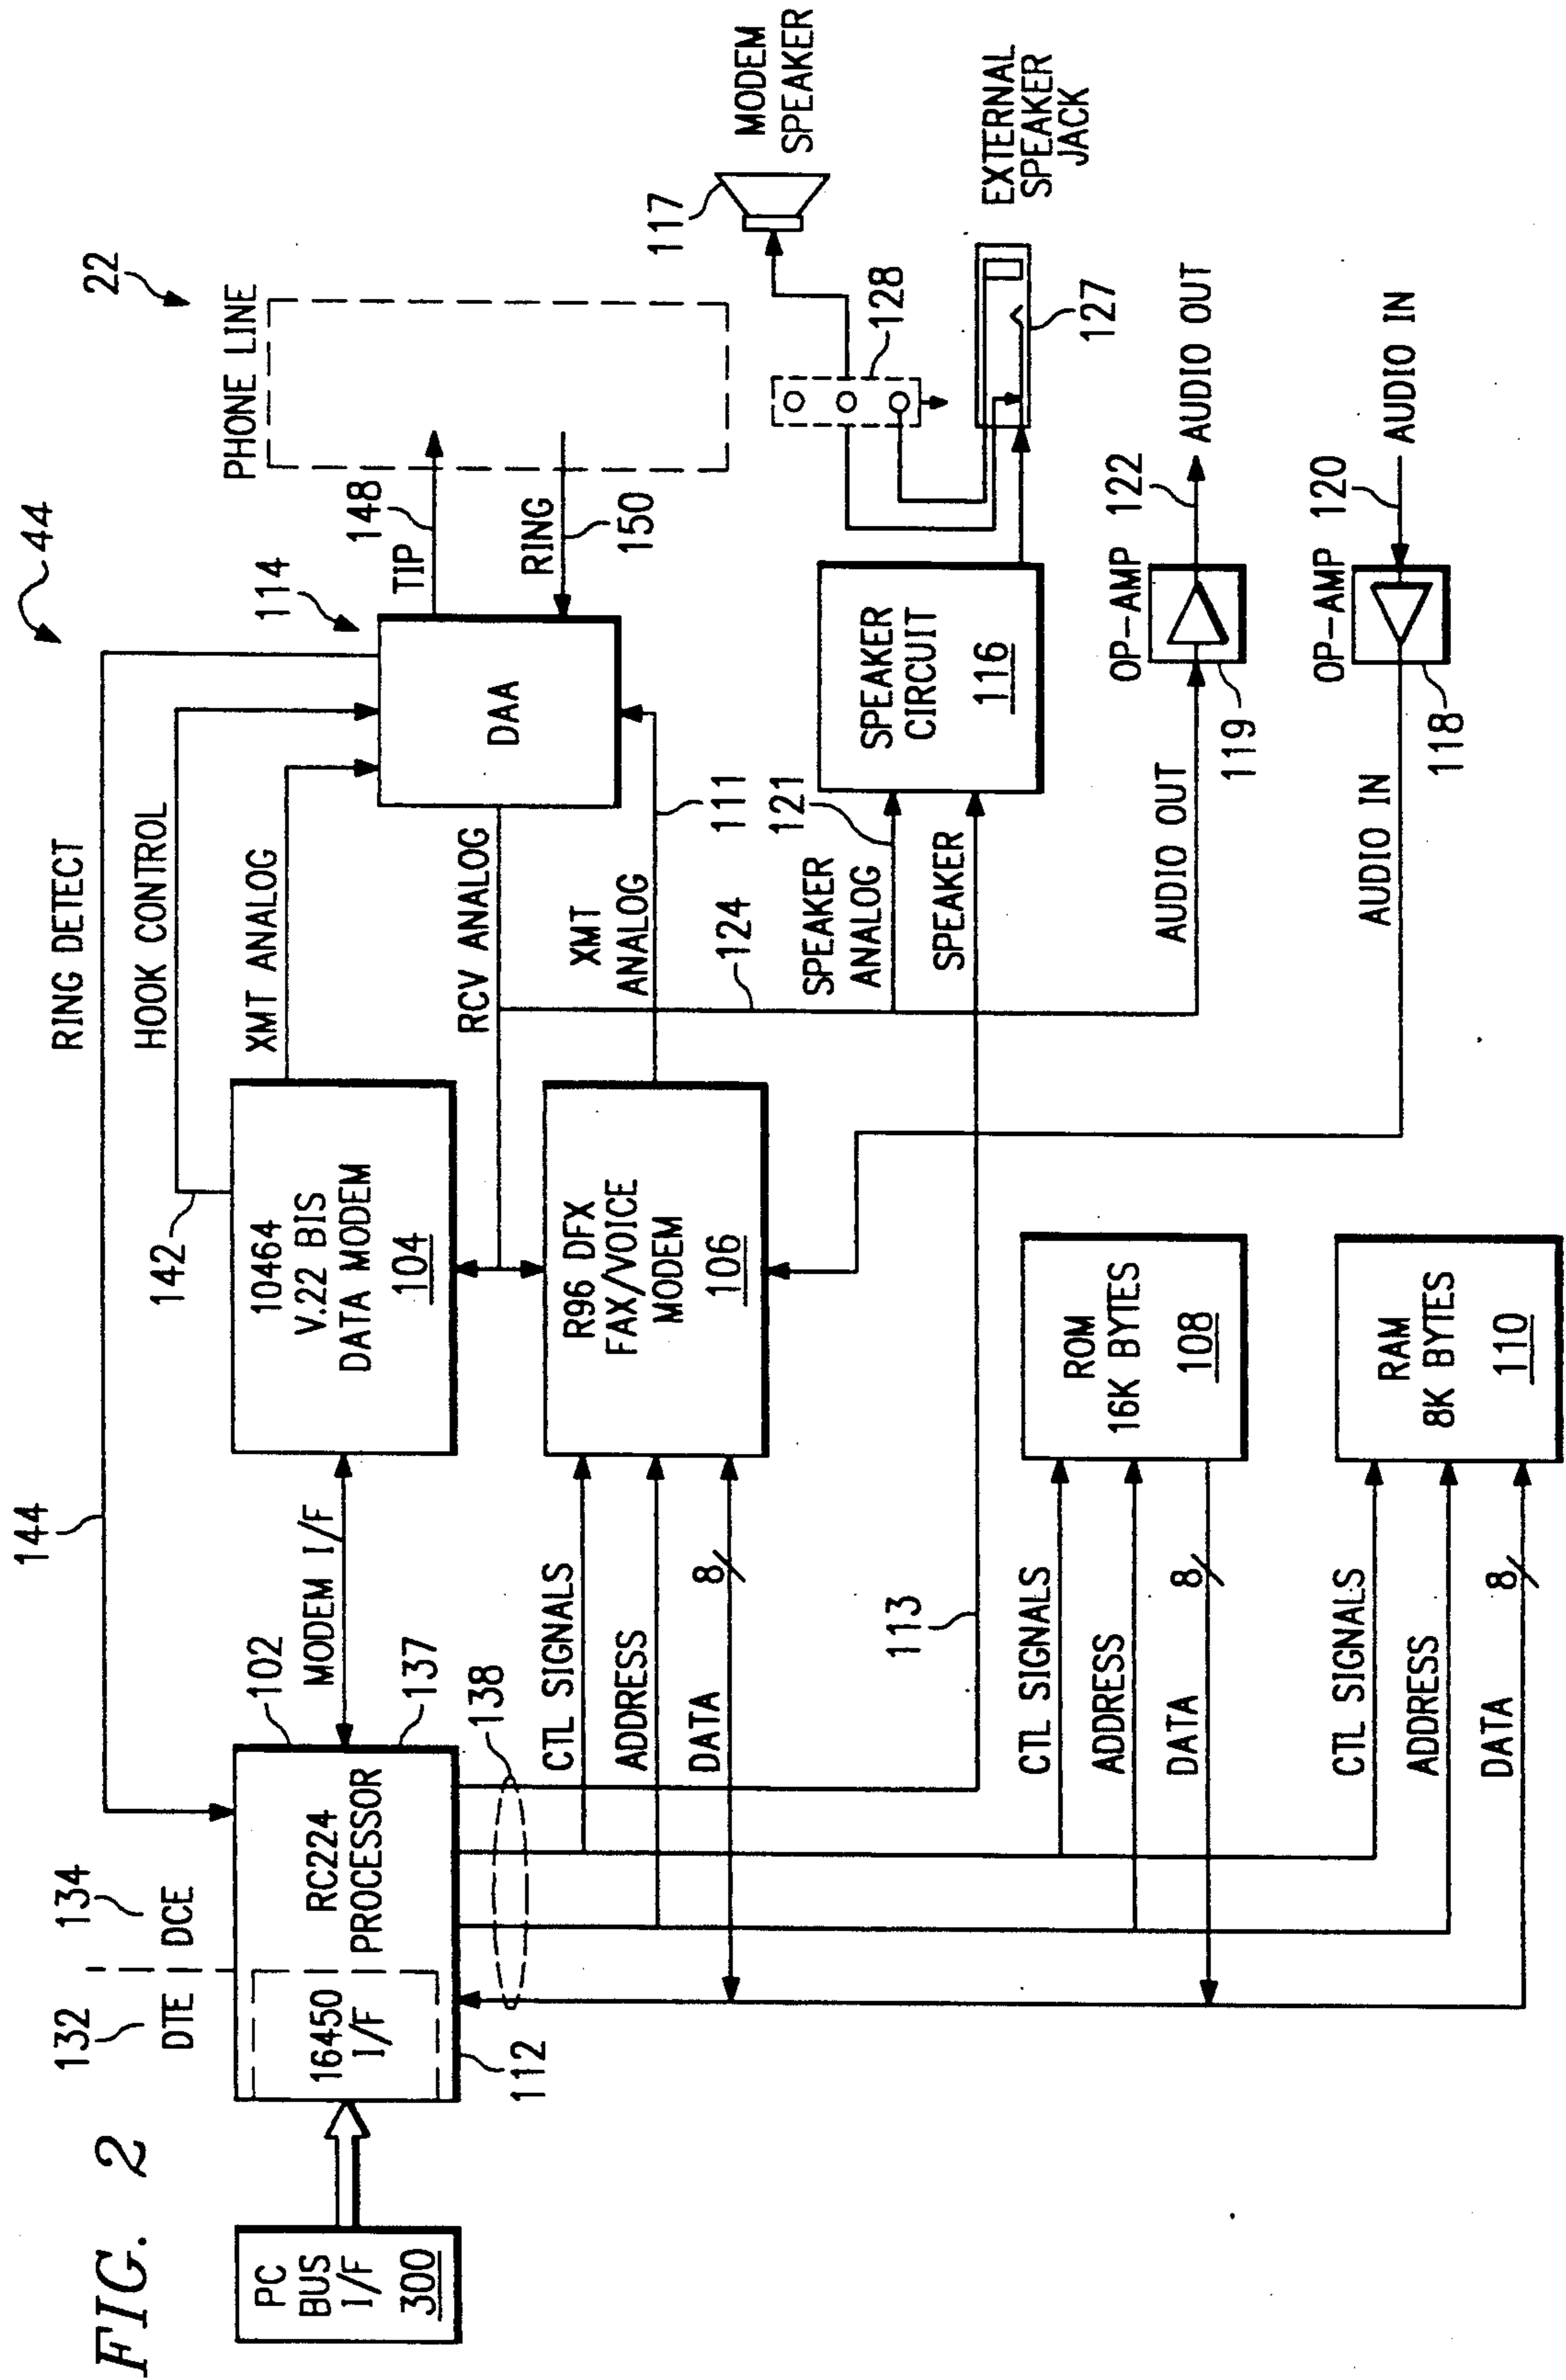 FIG. 2
44
22
PC
BUS
I/F
300
132
DTE
134
DCE
16450
I/F
112
RC224
PROCESSOR
102
137
138
144
RING DETECT
142
HOOK CONTROL
XMT ANALOG
MODEM I/F
10464
V.22 BIS
DATA MODEM
104
RCV ANALOG
CTL SIGNALS
ADDRESS
DATA
8
R96 DFX
FAX/VOICE
MODEM
106
XMT
ANALOG
111
114
DAA
148
TIP
RING
150
PHONE LINE
124
SPEAKER
ANALOG
121
SPEAKER
113
SPEAKER
CIRCUIT
116
117
MODEM
SPEAKER
128
127
EXTERNAL
SPEAKER
JACK
AUDIO OUT
119
OP-AMP
122
AUDIO OUT
AUDIO IN
118
OP-AMP
120
AUDIO IN
CTL SIGNALS
ADDRESS
DATA
8
ROM
16K BYTES
108
CTL SIGNALS
ADDRESS
DATA
8
RAM
8K BYTES
110